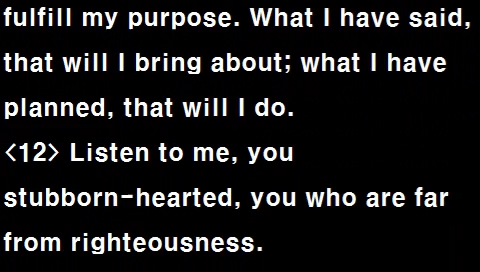 fulfill my purpose. What I have said,
that will I bring about; what I have
planned, that will I do.
<12> Listen to me, you
stubborn-hearted, you who are far
from righteousness.